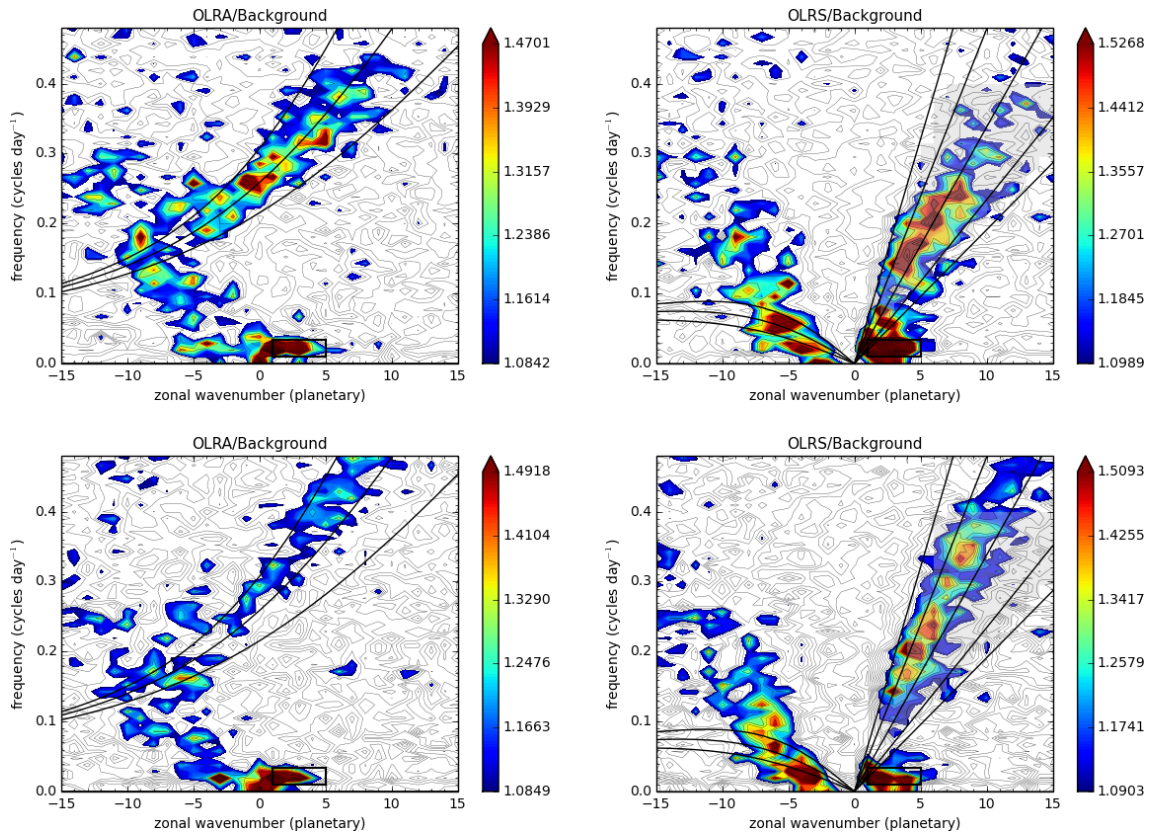 OLRA/Background
frequency (cycles day⁻¹)
0.4
0.3
0.2
0.1
0.0
−15 −10 −5 0 5 10 15
zonal wavenumber (planetary)
1.4701
1.3929
1.3157
1.2386
1.1614
1.0842
OLRS/Background
frequency (cycles day⁻¹)
0.4
0.3
0.2
0.1
0.0
−15 −10 −5 0 5 10 15
zonal wavenumber (planetary)
1.5268
1.4412
1.3557
1.2701
1.1845
1.0989
OLRA/Background
frequency (cycles day⁻¹)
0.4
0.3
0.2
0.1
0.0
−15 −10 −5 0 5 10 15
zonal wavenumber (planetary)
1.4918
1.4104
1.3290
1.2476
1.1663
1.0849
OLRS/Background
frequency (cycles day⁻¹)
0.4
0.3
0.2
0.1
0.0
−15 −10 −5 0 5 10 15
zonal wavenumber (planetary)
1.5093
1.4255
1.3417
1.2579
1.1741
1.0903